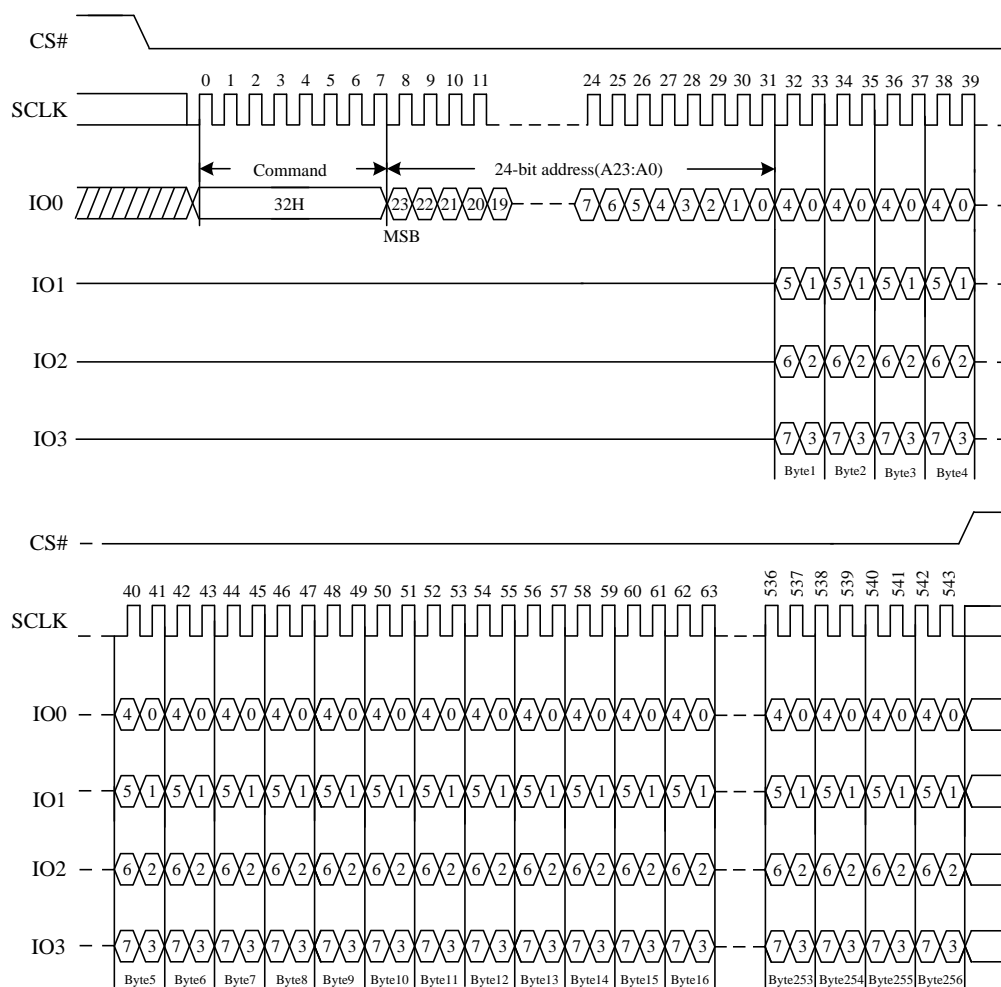 CS#
0 1 2 3 4 5 6 7 8 9 10 11 24 25 26 27 28 29 30 31 32 33 34 35 36 37 38 39
SCLK
Command 24-bit address(A23:A0)
IO0 32H 23 22 21 20 19 7 6 5 4 3 2 1 0 4 0 4 0 4 0 4 0
MSB
IO1 5 1 5 1 5 1 5 1
IO2 6 2 6 2 6 2 6 2
IO3 7 3 7 3 7 3 7 3
Byte1 Byte2 Byte3 Byte4
CS#
40 41 42 43 44 45 46 47 48 49 50 51 52 53 54 55 56 57 58 59 60 61 62 63 536 537 538 539 540 541 542 543
SCLK
IO0 4 0 4 0 4 0 4 0 4 0 4 0 4 0 4 0 4 0 4 0 4 0 4 0 4 0 4 0 4 0 4 0
IO1 5 1 5 1 5 1 5 1 5 1 5 1 5 1 5 1 5 1 5 1 5 1 5 1 5 1 5 1 5 1 5 1
IO2 6 2 6 2 6 2 6 2 6 2 6 2 6 2 6 2 6 2 6 2 6 2 6 2 6 2 6 2 6 2 6 2
IO3 7 3 7 3 7 3 7 3 7 3 7 3 7 3 7 3 7 3 7 3 7 3 7 3 7 3 7 3 7 3 7 3
Byte5 Byte6 Byte7 Byte8 Byte9 Byte10 Byte11 Byte12 Byte13 Byte14 Byte15 Byte16 Byte253 Byte254 Byte255 Byte256